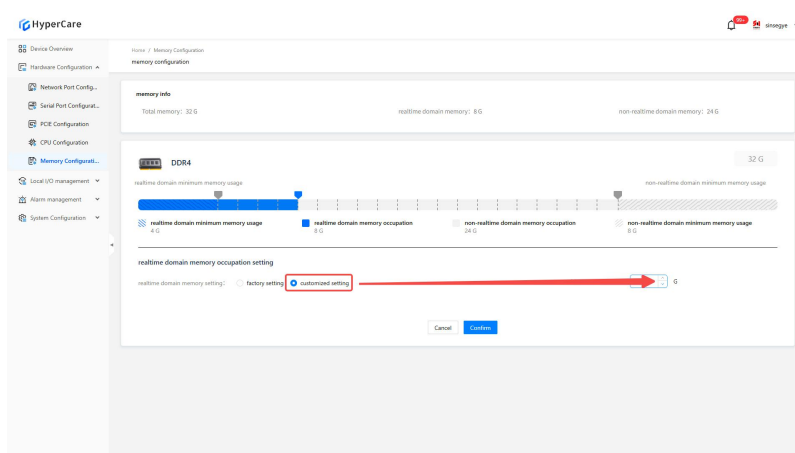 HyperCare
99+
sinsegye
Device Overview
Hardware Configuration
Network Port Config...
Serial Port Configurat...
PCIE Configuration
CPU Configuration
Memory Configurati...
Local I/O management
Alarm management
System Configuration
Home / Memory Configuration
memory configuration
memory info
Total memory: 32 G
realtime domain memory: 8 G
non-realtime domain memory: 24 G
DDR4
32 G
realtime domain minimum memory usage
non-realtime domain minimum memory usage
realtime domain minimum memory usage
4 G
realtime domain memory occupation
8 G
non-realtime domain memory occupation
24 G
non-realtime domain minimum memory usage
8 G
realtime domain memory occupation setting
realtime domain memory setting:
factory setting
customized setting
G
Cancel
Confirm